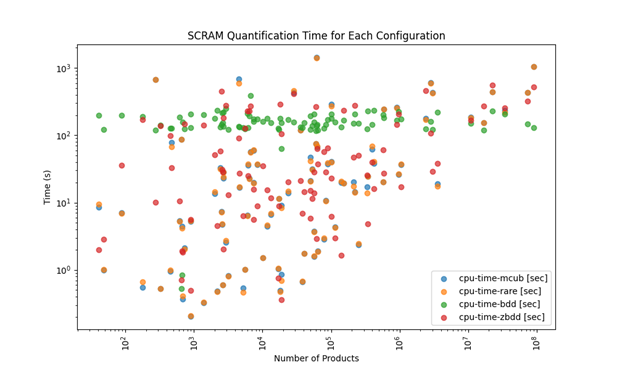 SCRAM Quantification Time for Each Configuration
10³
10²
10¹
10⁰
Time (s)
cpu-time-mcub [sec]
cpu-time-rare [sec]
cpu-time-bdd [sec]
cpu-time-zbdd [sec]
10² 10³ 10⁴ 10⁵ 10⁶ 10⁷ 10⁸
Number of Products